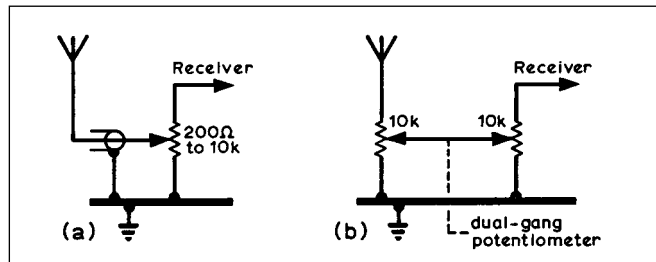 Receiver
200Ω
to 10k
(a)
Receiver
10k
10k
(b)
dual-gang
potentiometer